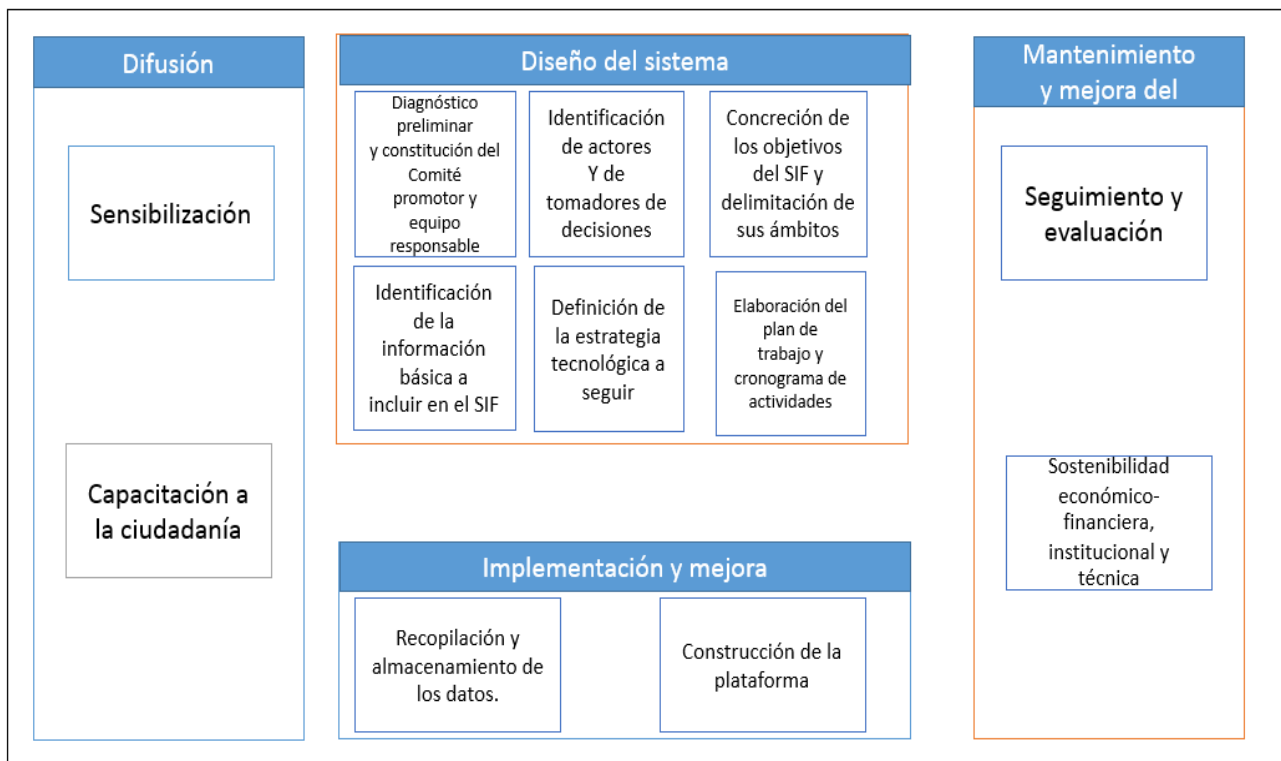 Difusión
Sensibilización
Capacitación a
la ciudadanía
Diseño del sistema
Diagnóstico
preliminar
y constitución del
Comité
promotor y
equipo
responsable
Identificación
de actores
Y de
tomadores de
decisiones
Concreción de
los objetivos
del SIF y
delimitación de
sus ámbitos
Identificación
de la
información
básica a
incluir en el SIF
Definición de
la estrategia
tecnológica a
seguir
Elaboración del
plan de
trabajo y
cronograma de
actividades
Implementación y mejora
Recopilación y
almacenamiento de
los datos.
Construcción de la
plataforma
Mantenimiento
y mejora del
Seguimiento y
evaluación
Sostenibilidad
económico-
financiera,
institucional y
técnica